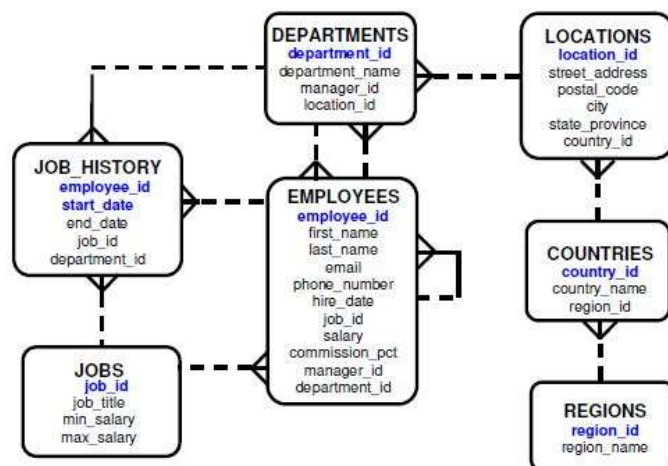 DEPARTMENTS
department_id
department_name
manager_id
location_id
LOCATIONS
location_id
street_address
postal_code
city
state_province
country_id
JOB_HISTORY
employee_id
start_date
end_date
job_id
department_id
EMPLOYEES
employee_id
first_name
last_name
email
phone_number
hire_date
job_id
salary
commission_pct
manager_id
department_id
COUNTRIES
country_id
country_name
region_id
JOBS
job_id
job_title
min_salary
max_salary
REGIONS
region_id
region_name